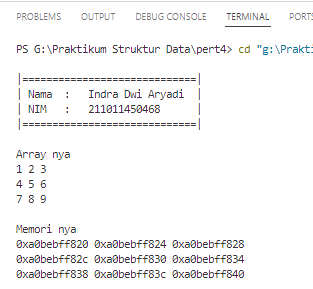 PROBLEMS OUTPUT DEBUG CONSOLE TERMINAL PORTS
PS G:\Praktikum Struktur Data\pert4> cd "g:\Prakti
|============================|
| Nama : Indra Dwi Aryadi |
| NIM : 211011450468 |
|============================|
Array nya
1 2 3
4 5 6
7 8 9
Memori nya
0xa0bebff820 0xa0bebff824 0xa0bebff828
0xa0bebff82c 0xa0bebff830 0xa0bebff834
0xa0bebff838 0xa0bebff83c 0xa0bebff840